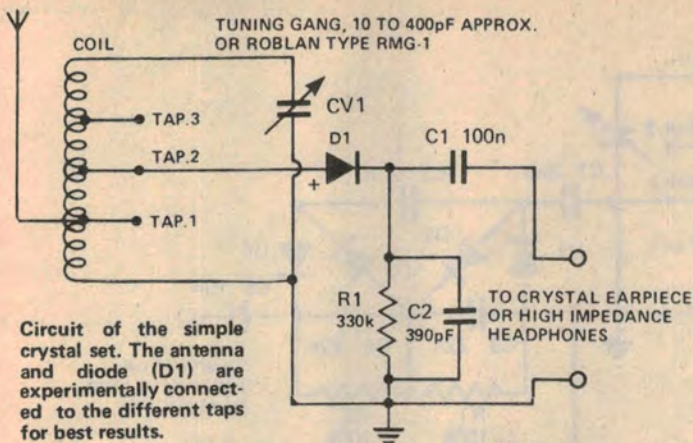 TUNING GANG, 10 TO 400pF APPROX.
OR ROBLAN TYPE RMG-1
COIL
CV1
TAP.3
D1
C1 100n
TAP.2
+
TAP.1
R1
330k
C2
390pF
TO CRYSTAL EARPIECE
OR HIGH IMPEDANCE
HEADPHONES
Circuit of the simple
crystal set. The antenna
and diode (D1) are
experimentally connect-
ed to the different taps
for best results.